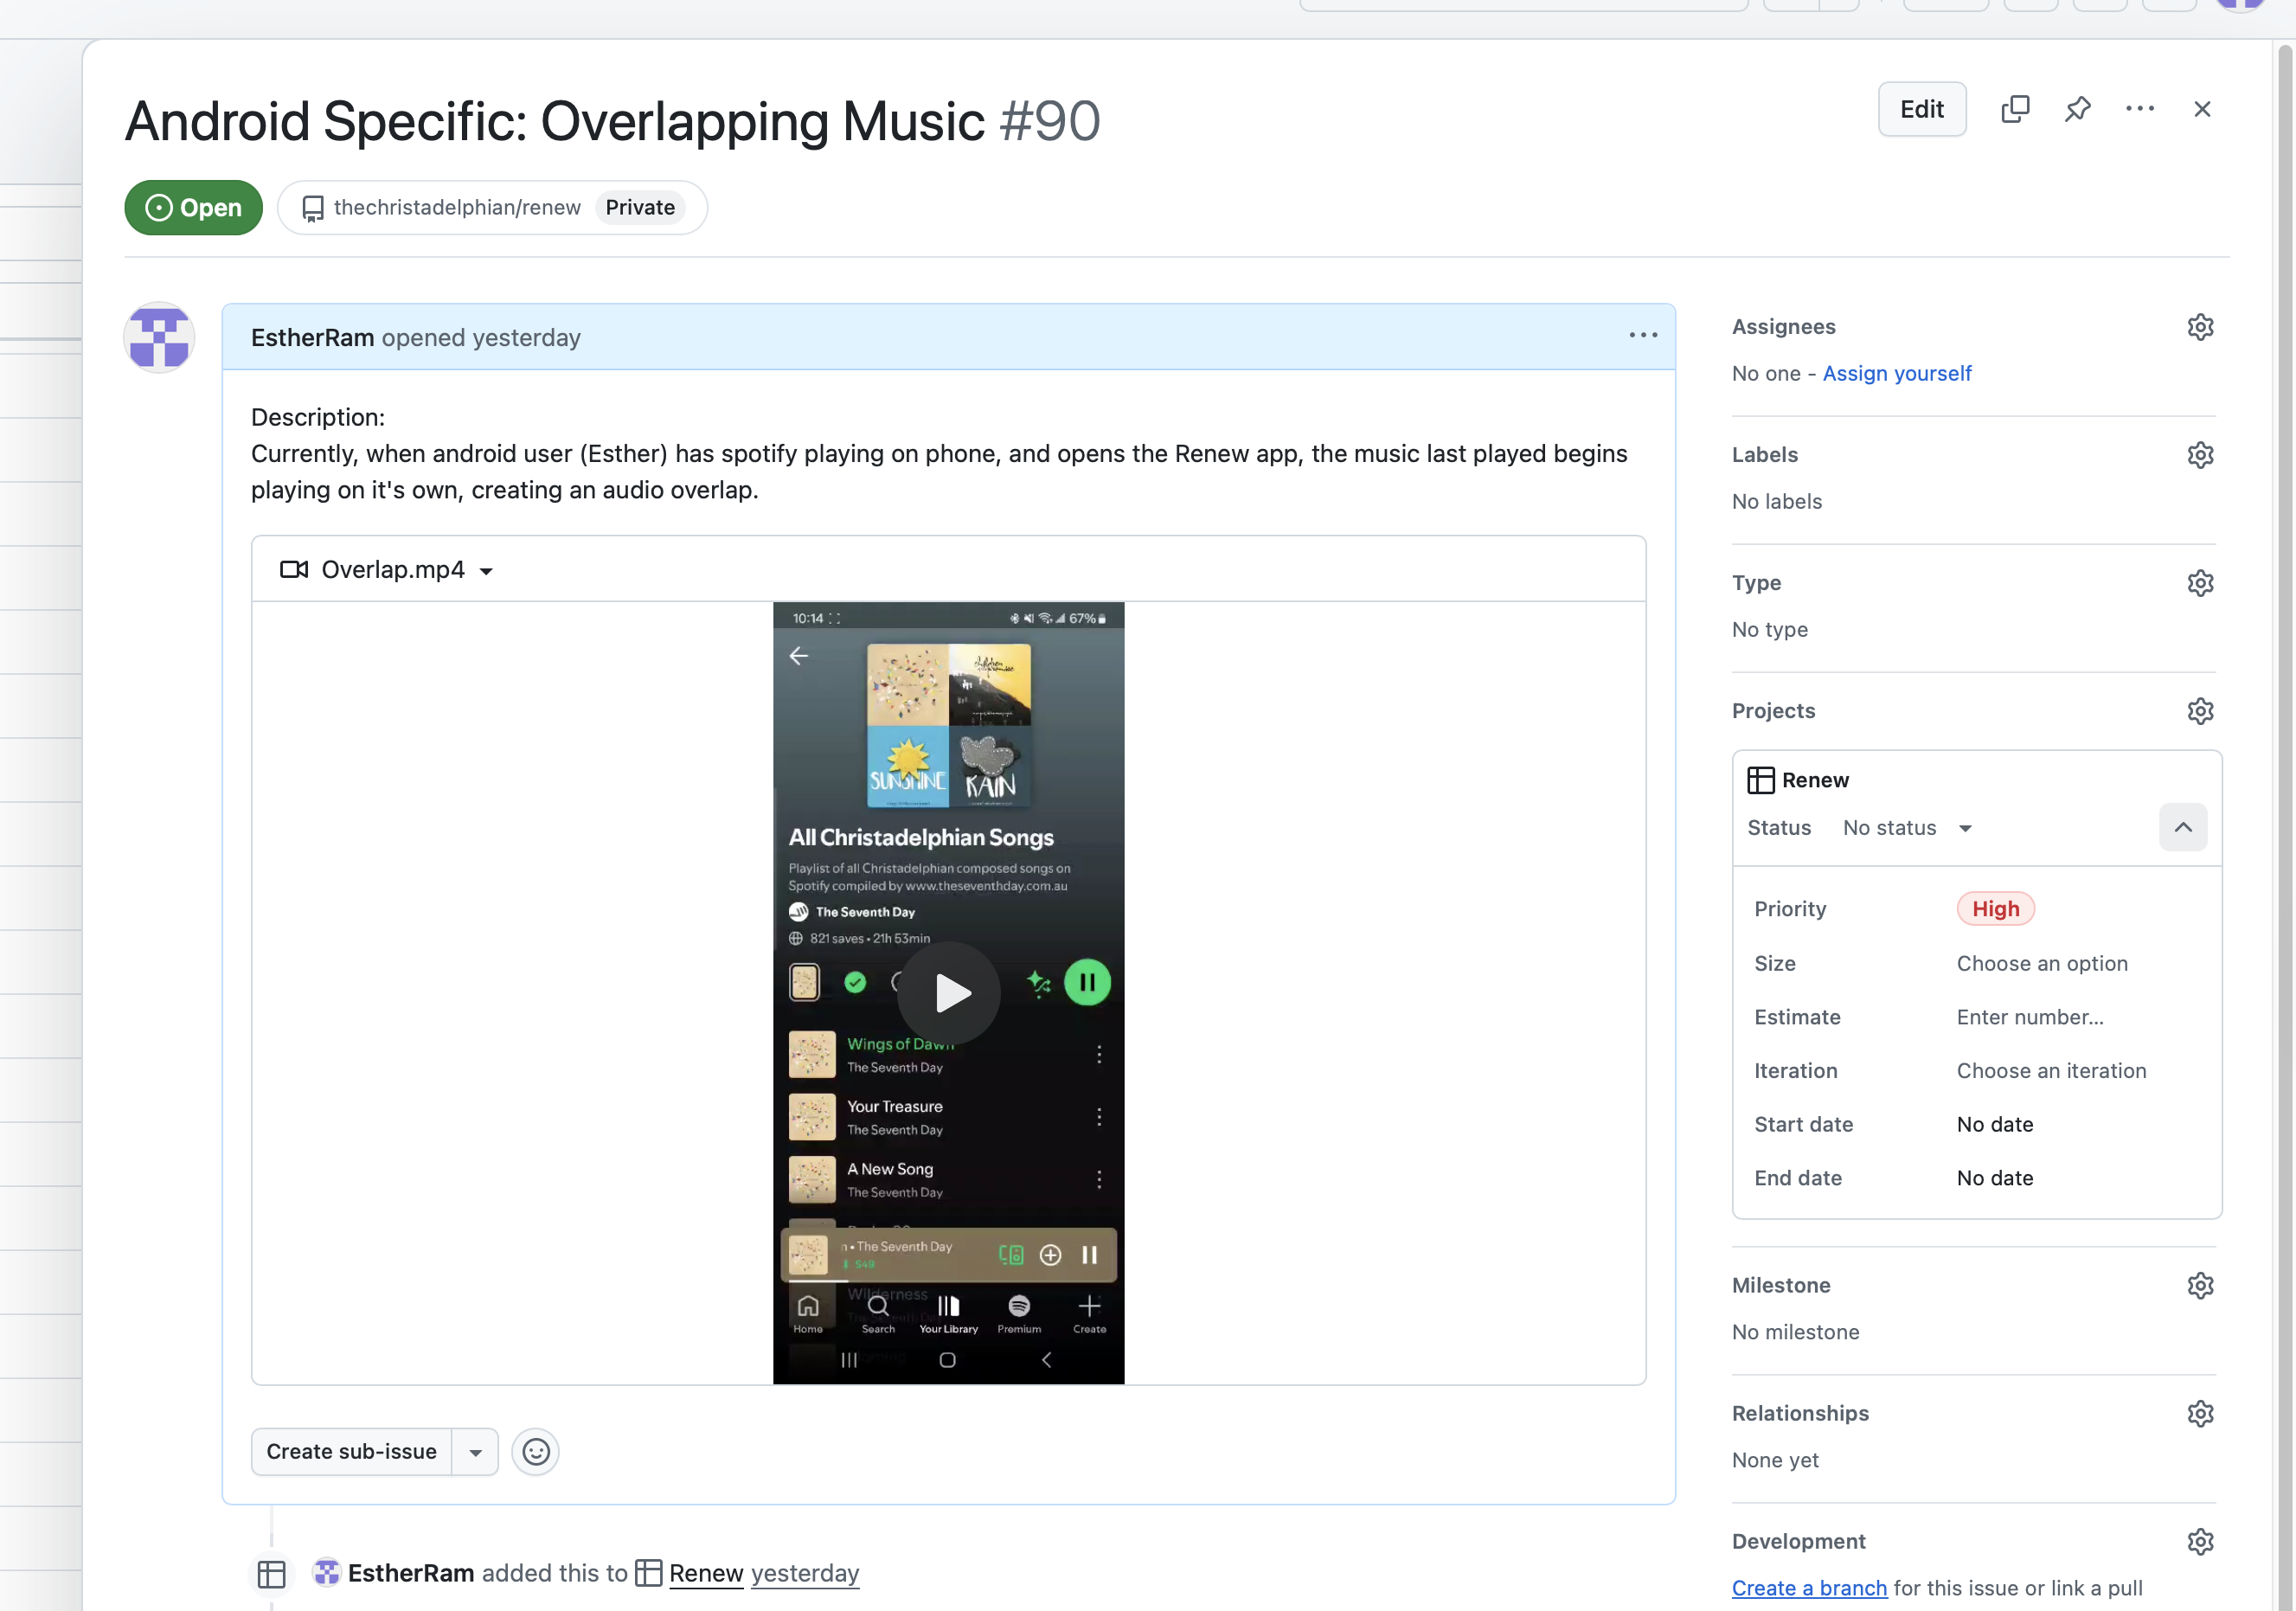 Android Specific: Overlapping Music #90
Edit
Open
thechristadelphian/renew Private
EstherRam opened yesterday
Description:
Currently, when android user (Esther) has spotify playing on phone, and opens the Renew app, the music last played begins
playing on it's own, creating an audio overlap.
Overlap.mp4
10:14
67%
SUNSHINE
RAIN
All Christadelphian Songs
Playlist of all Christadelphian composed songs on
Spotify compiled by www.theseventhday.com.au
The Seventh Day
821 saves • 21h 53min
Wings of Dawn
The Seventh Day
Your Treasure
The Seventh Day
A New Song
The Seventh Day
n • The Seventh Day
S49
Wilderness
Home
Search
Your Library
Premium
Create
Create sub-issue
EstherRam added this to Renew yesterday
Assignees
No one - Assign yourself
Labels
No labels
Type
No type
Projects
Renew
Status No status
Priority High
Size Choose an option
Estimate Enter number...
Iteration Choose an iteration
Start date No date
End date No date
Milestone
No milestone
Relationships
None yet
Development
Create a branch for this issue or link a pull